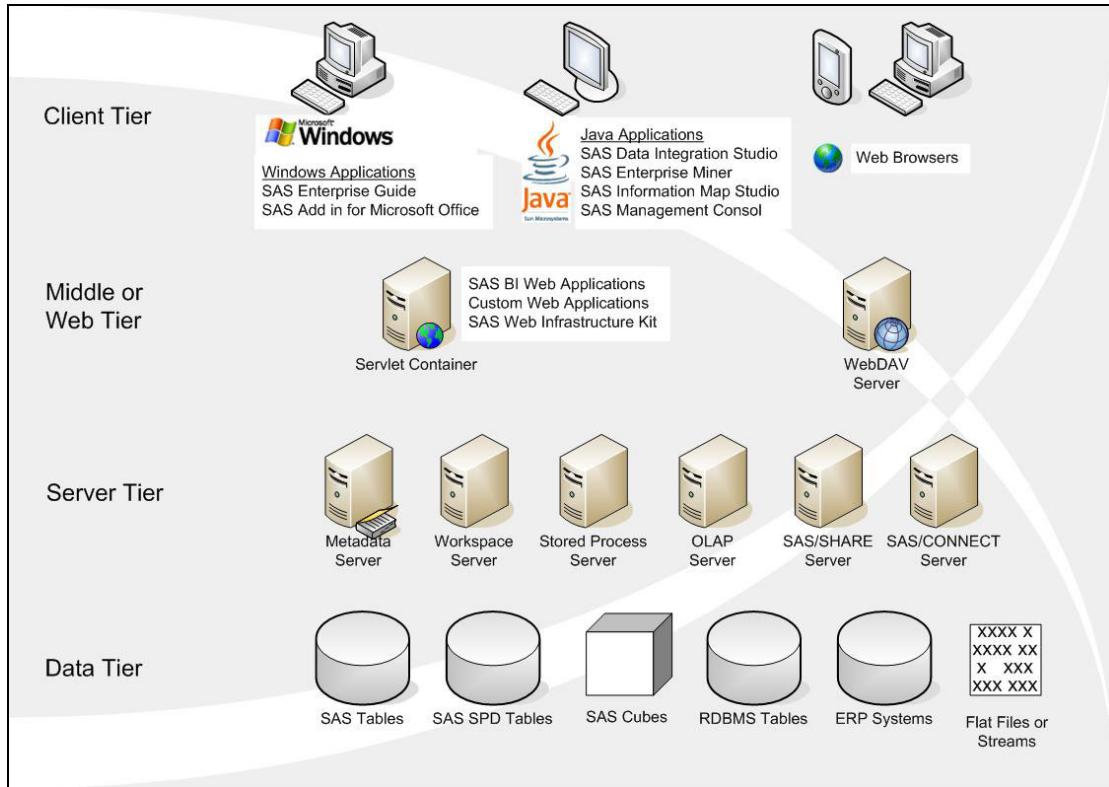 Client Tier
Microsoft
Windows
Windows Applications
SAS Enterprise Guide
SAS Add in for Microsoft Office
Java
Sun Microsystems
Java Applications
SAS Data Integration Studio
SAS Enterprise Miner
SAS Information Map Studio
SAS Management Consol
Web Browsers
Middle or
Web Tier
SAS BI Web Applications
Custom Web Applications
SAS Web Infrastructure Kit
Servlet Container
WebDAV
Server
Server Tier
Metadata
Server
Workspace
Server
Stored Process
Server
OLAP
Server
SAS/SHARE
Server
SAS/CONNECT
Server
Data Tier
SAS Tables
SAS SPD Tables
SAS Cubes
RDBMS Tables
ERP Systems
XXXX X
XXXX XX
X XXX
XXX XXX
Flat Files or
Streams